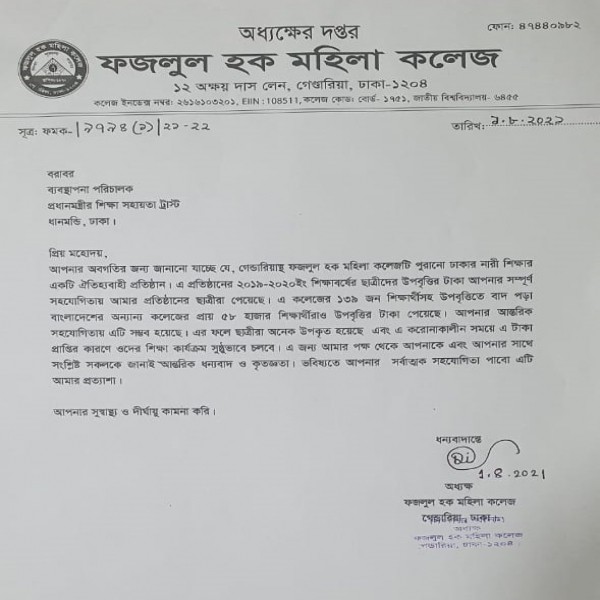 অধ্যক্ষের দপ্তর
ফোন: ৪৭৪৪০৯৮২
ফজলুল হক মহিলা কলেজ
১২ অক্ষয় দাস লেন, গেণ্ডারিয়া, ঢাকা-১২০৪
কলেজ ইনডেক্স নম্বর: ২৬১৬১০৩২০১, EIIN : 108511, কলেজ কোড: বোর্ড- ১৭৫১, জাতীয় বিশ্ববিদ্যালয়- ৬৪৫৫
সূত্র: ফমক-
তারিখ: ১.৮.২০২১
বরাবর
ব্যবস্থাপনা পরিচালক
প্রধানমন্ত্রীর শিক্ষা সহায়তা ট্রাস্ট
ধানমন্ডি, ঢাকা ।
প্রিয় মহোদয়,
আপনার অবগতির জন্য জানানো যাচ্ছে যে, গেন্ডারিয়াস্থ ফজলুল হক মহিলা কলেজটি পুরানো ঢাকার নারী শিক্ষার
একটি ঐতিহ্যবাহী প্রতিষ্ঠান । এ প্রতিষ্ঠানের ২০১৯-২০২০ইং শিক্ষাবর্ষের ছাত্রীদের উপবৃত্তির টাকা আপনার সম্পূর্ণ
সহযোগিতায় আমার প্রতিষ্ঠানের ছাত্রীরা পেয়েছে । এ কলেজের ১৩৯ জন শিক্ষার্থীসহ উপবৃত্তিতে বাদ পড়া
বাংলাদেশের অন্যান্য কলেজের প্রায় ৫৮ হাজার শিক্ষার্থীরাও উপবৃত্তির টাকা পেয়েছে । আপনার আন্তরিক
সহযোগিতায় এটি সম্ভব হয়েছে । এর ফলে ছাত্রীরা অনেক উপকৃত হয়েছে এবং এ করোনাকালীন সময়ে এ টাকা
প্রাপ্তির কারণে ওদের শিক্ষা কার্যক্রম সুষ্ঠুভাবে চলবে । এ জন্য আমার পক্ষ থেকে আপনাকে এবং আপনার সাথে
সংশ্লিষ্ট সকলকে জানাই আন্তরিক ধন্যবাদ ও কৃতজ্ঞতা । ভবিষ্যতে আপনার সর্বাত্মক সহযোগিতা পাবো এটি
আমার প্রত্যাশা ।
আপনার সুস্বাস্থ্য ও দীর্ঘায়ু কামনা করি ।
ধন্যবাদান্তে
1.8.2021
অধ্যক্ষ
ফজলুল হক মহিলা কলেজ
গেন্ডারিয়া, ঢাকা
অধ্যক্ষ
ফজলুল হক মহিলা কলেজ
গেন্ডারিয়া, ঢাকা-১২০৪